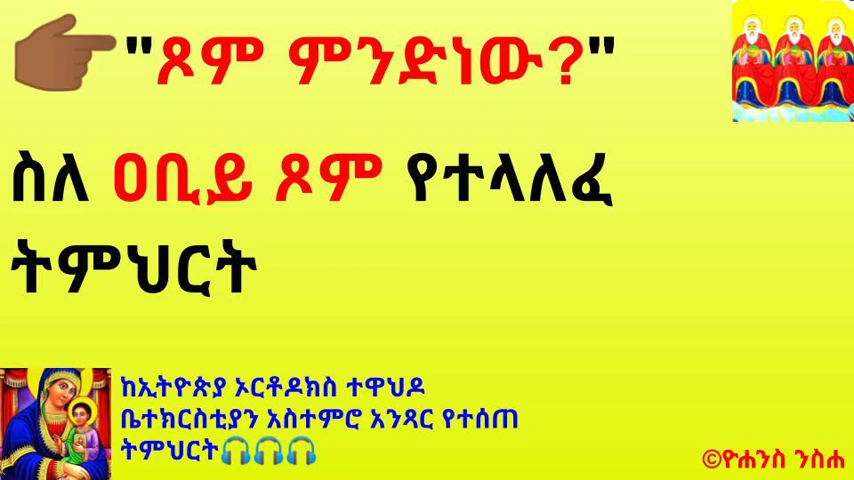 "ጾም ምንድነው?"
ስለ ዐቢይ ጾም የተላለፈ
ትምህርት
ከኢትዮጵያ ኦርቶዶክስ ተዋህዶ
ቤተክርስቲያን አስተምሮ አንጻር የተሰጠ
ትምህርት
©ዮሐንስ ንስሐ